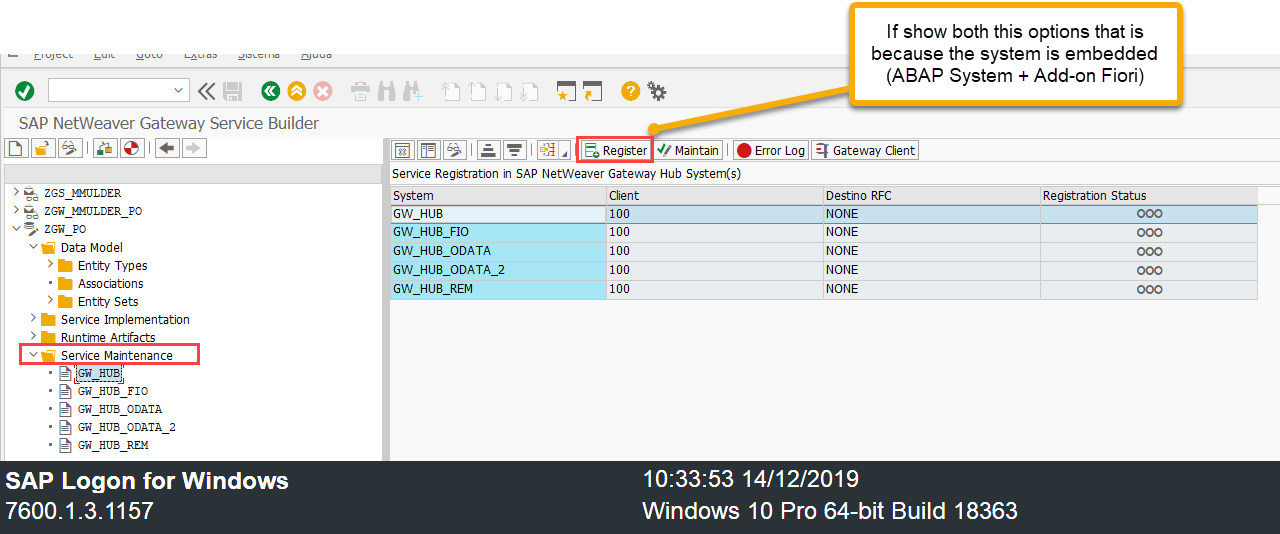 If show both this options that is
because the system is embedded
(ABAP System + Add-on Fiori)
Project Edit Goto Extras Sistema Ajuda
SAP NetWeaver Gateway Service Builder
Register Maintain Error Log Gateway Client
Service Registration in SAP NetWeaver Gateway Hub System(s)
System Client Destino RFC Registration Status
GW_HUB 100 NONE
GW_HUB_FIO 100 NONE
GW_HUB_ODATA 100 NONE
GW_HUB_ODATA_2 100 NONE
GW_HUB_REM 100 NONE
ZGS_MMULDER
ZGW_MMULDER_PO
ZGW_PO
Data Model
Entity Types
Associations
Entity Sets
Service Implementation
Runtime Artifacts
Service Maintenance
GW_HUB
GW_HUB_FIO
GW_HUB_ODATA
GW_HUB_ODATA_2
GW_HUB_REM
SAP Logon for Windows
7600.1.3.1157
10:33:53 14/12/2019
Windows 10 Pro 64-bit Build 18363